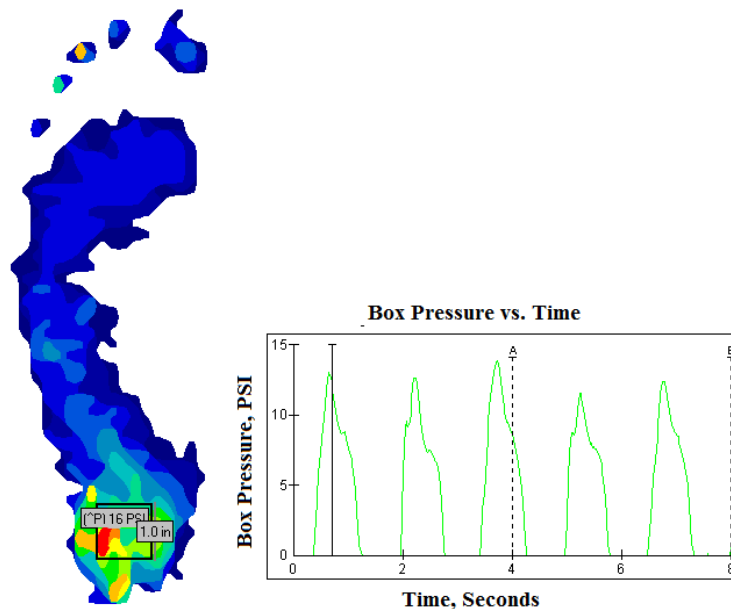 [^P] 16 PSI
1.0 in
Box Pressure vs. Time
Box Pressure, PSI
15
10
5
0
A
0
2
4
6
8
Time, Seconds